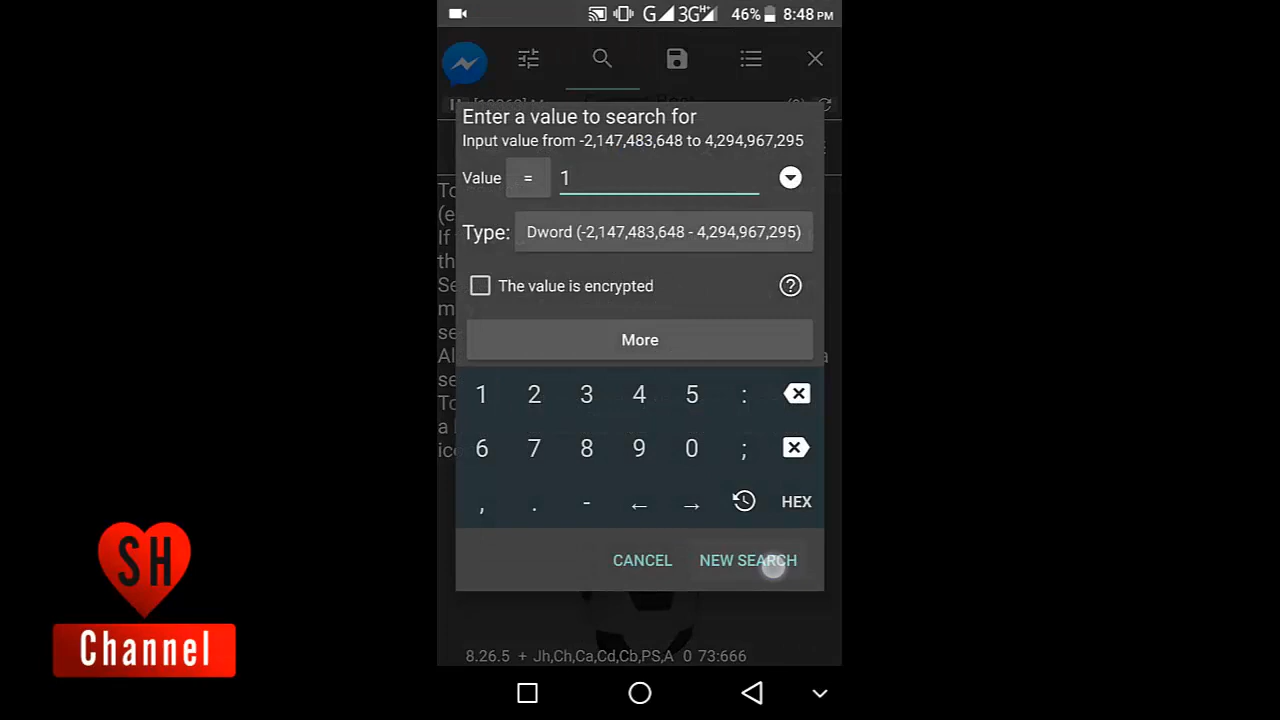 G 3G H+ 46% 8:48 PM
Enter a value to search for
Input value from -2,147,483,648 to 4,294,967,295
Value = 1
Type: Dword (-2,147,483,648 - 4,294,967,295)
The value is encrypted ?
More
1 2 3 4 5 :
6 7 8 9 0 ;
, . - ← → HEX
CANCEL NEW SEARCH
8.26.5 + Jh,Ch,Ca,Cd,Cb,PS,A 0 73:666
SH
Channel